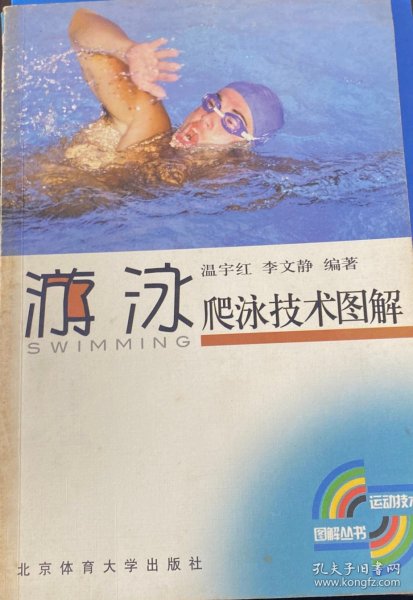 温宇红 李文静 编著
游泳
爬泳技术图解
SWIMMING
运动技术
图解丛书
北京体育大学出版社
孔夫子旧书网
www.kongfz.com